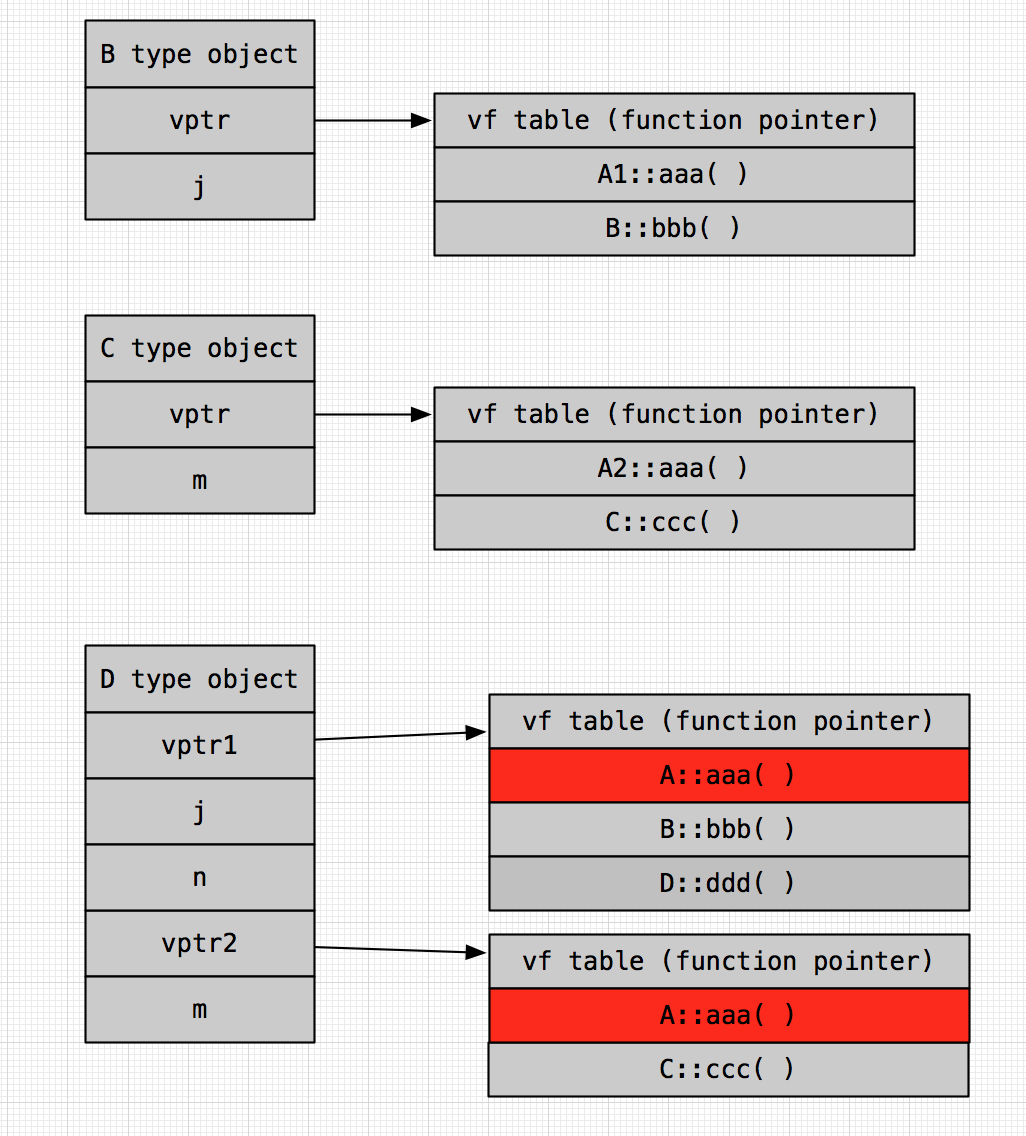 B type object
vptr
j
vf table (function pointer)
A1::aaa( )
B::bbb( )
C type object
vptr
m
vf table (function pointer)
A2::aaa( )
C::ccc( )
D type object
vptr1
j
n
vptr2
m
vf table (function pointer)
A::aaa( )
B::bbb( )
D::ddd( )
vf table (function pointer)
A::aaa( )
C::ccc( )